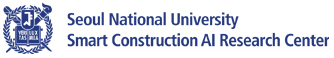 Seoul National University
Smart Construction AI Research Center